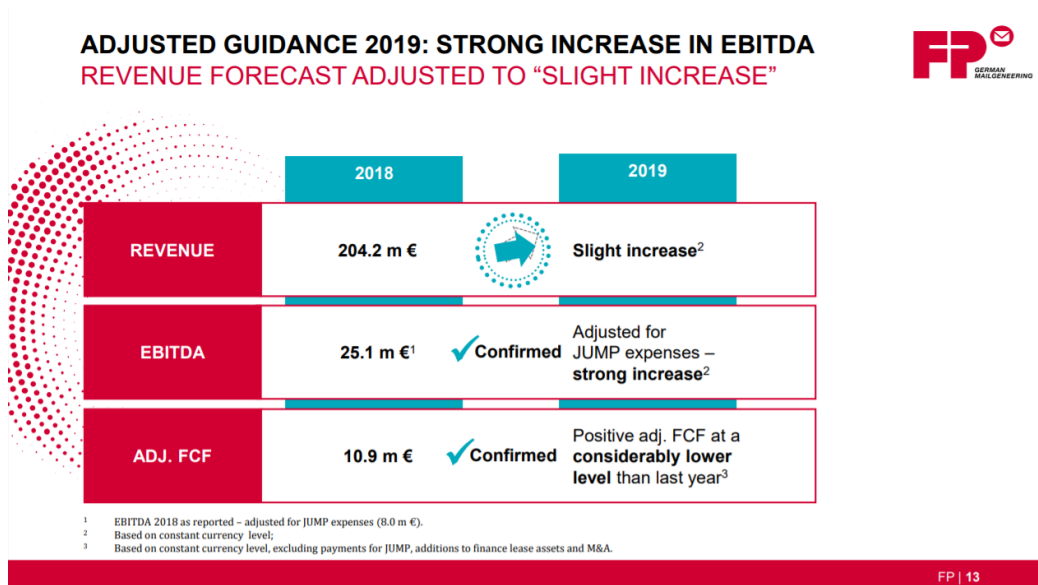 ADJUSTED GUIDANCE 2019: STRONG INCREASE IN EBITDA
REVENUE FORECAST ADJUSTED TO “SLIGHT INCREASE”
FP
GERMAN
MAILGENEERING
2018
2019
REVENUE
204.2 m €
Slight increase2
EBITDA
25.1 m €1
Confirmed
Adjusted for
JUMP expenses –
strong increase2
ADJ. FCF
10.9 m €
Confirmed
Positive adj. FCF at a
considerably lower
level than last year3
1 EBITDA 2018 as reported – adjusted for JUMP expenses (8.0 m €).
2 Based on constant currency level;
3 Based on constant currency level, excluding payments for JUMP, additions to finance lease assets and M&A.
FP | 13